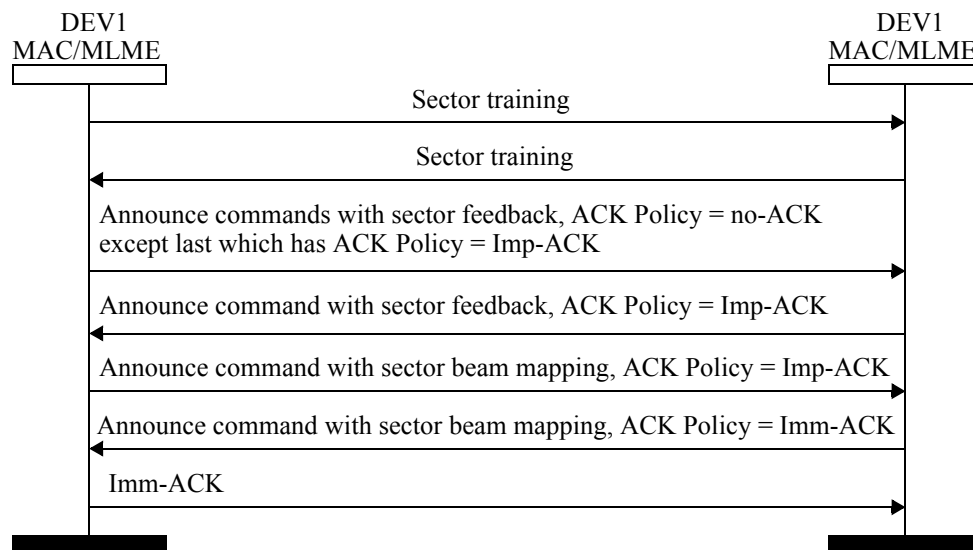 DEV1
MAC/MLME
DEV1
MAC/MLME
Sector training
Sector training
Announce commands with sector feedback, ACK Policy = no-ACK
except last which has ACK Policy = Imp-ACK
Announce command with sector feedback, ACK Policy = Imp-ACK
Announce command with sector beam mapping, ACK Policy = Imp-ACK
Announce command with sector beam mapping, ACK Policy = Imm-ACK
Imm-ACK